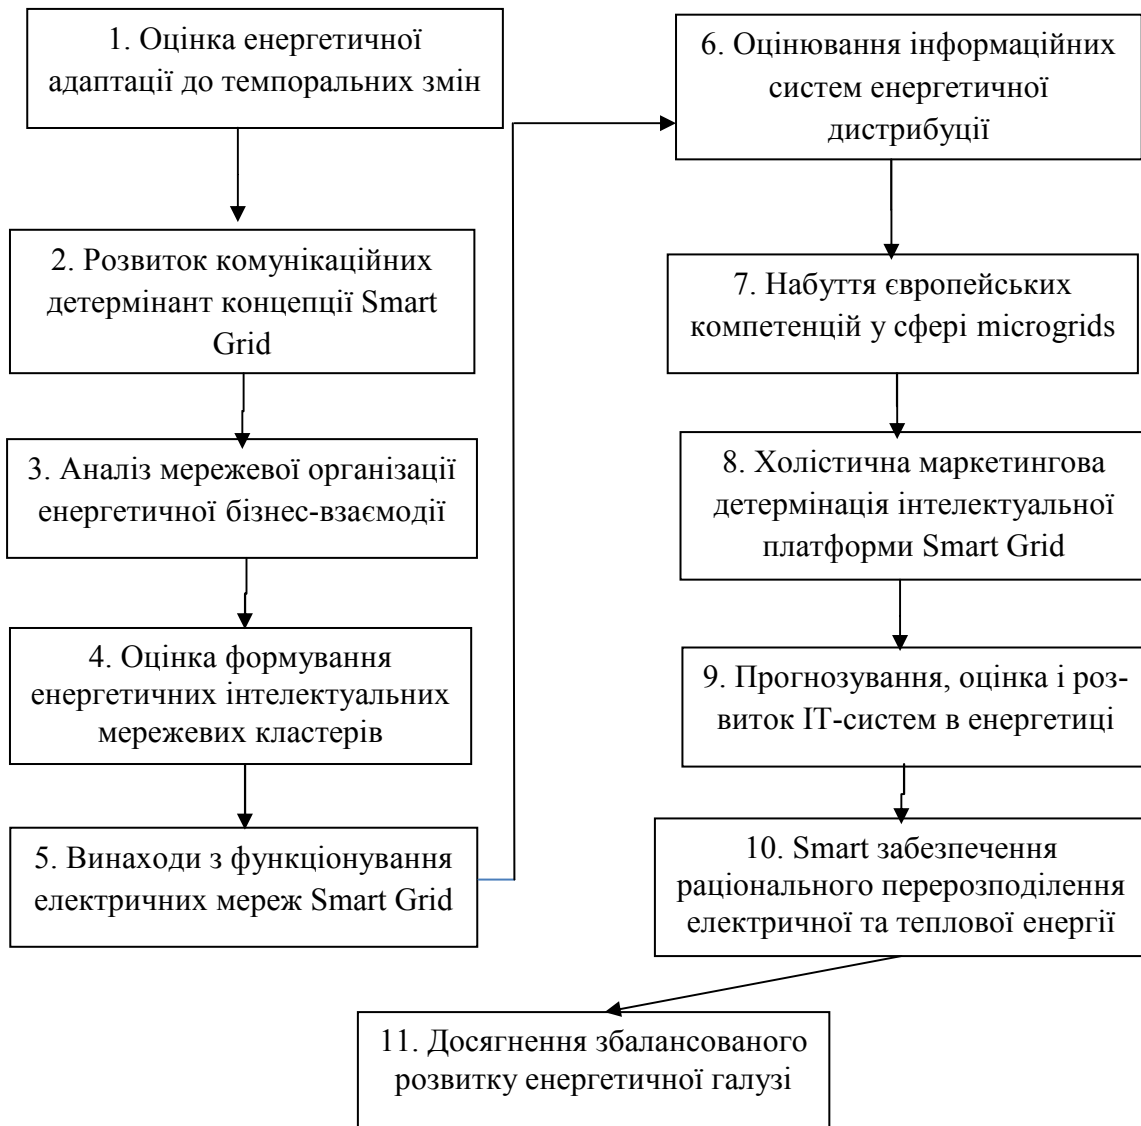 1. Оцінка енергетичної
адаптації до темпоральних змін
2. Розвиток комунікаційних
детермінант концепції Smart
Grid
3. Аналіз мережевої організації
енергетичної бізнес-взаємодії
4. Оцінка формування
енергетичних інтелектуальних
мережевих кластерів
5. Винаходи з функціонування
електричних мереж Smart Grid
6. Оцінювання інформаційних
систем енергетичної
дистрибуції
7. Набуття європейських
компетенцій у сфері microgrids
8. Холістична маркетингова
детермінація інтелектуальної
платформи Smart Grid
9. Прогнозування, оцінка і роз-
виток ІТ-систем в енергетиці
10. Smart забезпечення
раціонального перерозподілення
електричної та теплової енергії
11. Досягнення збалансованого
розвитку енергетичної галузі